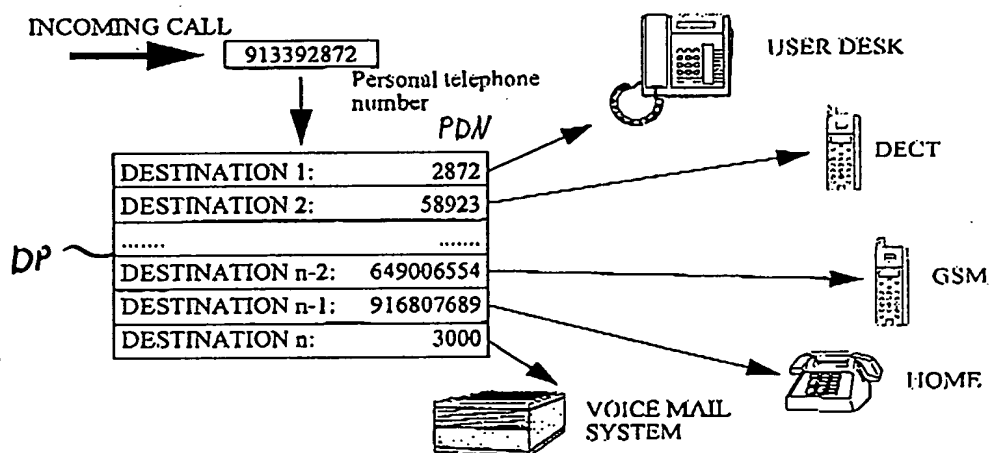 INCOMING CALL
913392872
Personal telephone
number
PDN
USER DESK
DECT
GSM
HOME
VOICE MAIL
SYSTEM
DP
DESTINATION 1: 2872
DESTINATION 2: 58923
....... .......
DESTINATION n-2: 649006554
DESTINATION n-1: 916807689
DESTINATION n: 3000